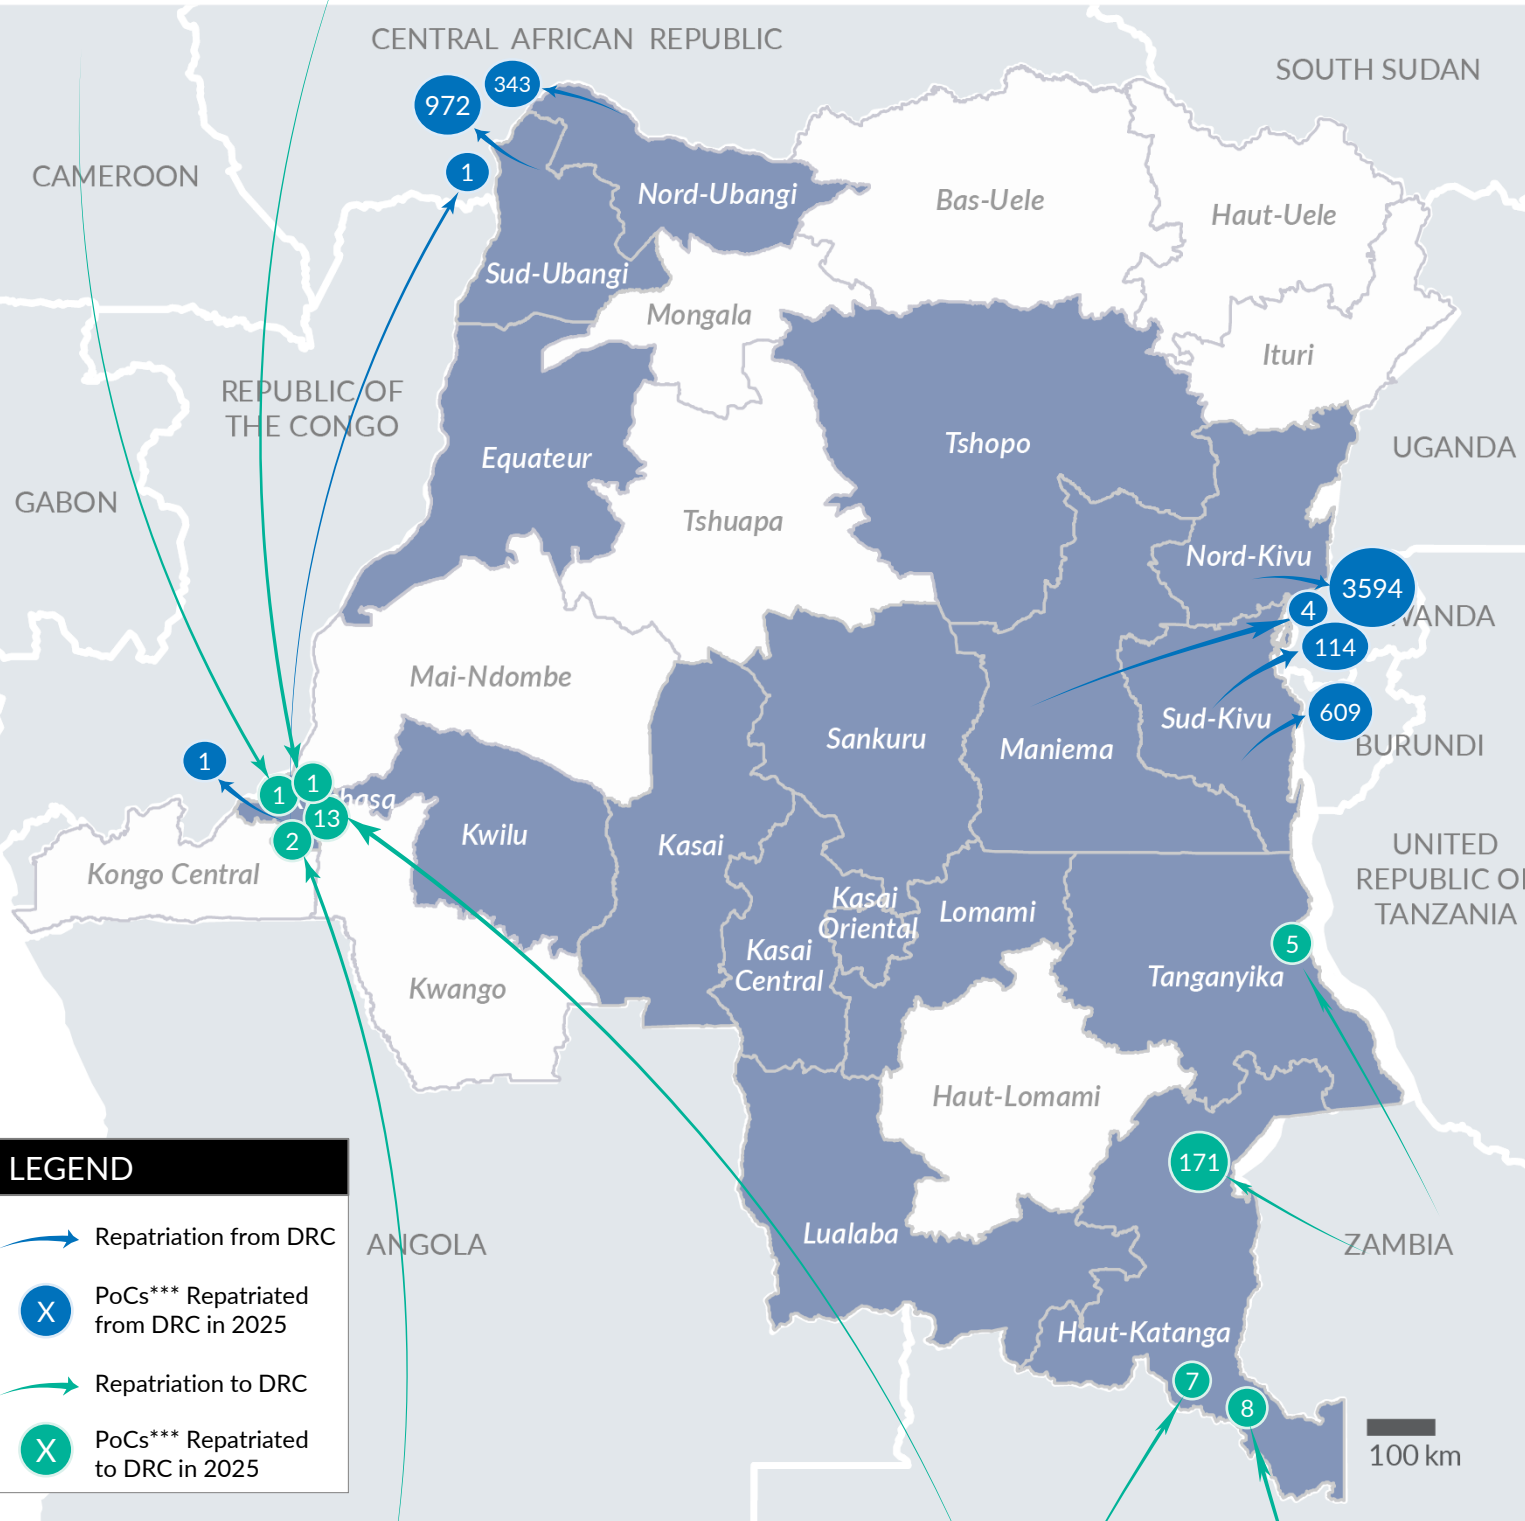 CENTRAL AFRICAN REPUBLIC
SOUTH SUDAN
343
972
1
CAMEROON
Nord-Ubangi
Bas-Uele
Haut-Uele
Sud-Ubangi
Mongala
Ituri
REPUBLIC OF
THE CONGO
Equateur
Tshopo
UGANDA
GABON
Tshuapa
Nord-Kivu
3594
4
WANDA
114
Mai-Ndombe
Sankuru
Maniema
Sud-Kivu
609
BURUNDI
1
1
1
hasa
13
2
Kwilu
Kasai
Kongo Central
UNITED
REPUBLIC O
TANZANIA
Kasai
Oriental
Lomami
Kasai
Central
5
Tanganyika
Kwango
Haut-Lomami
171
ZAMBIA
Lualaba
ANGOLA
Haut-Katanga
7
8
100 km
LEGEND
Repatriation from DRC
X
PoCs*** Repatriated
from DRC in 2025
Repatriation to DRC
X
PoCs*** Repatriated
to DRC in 2025